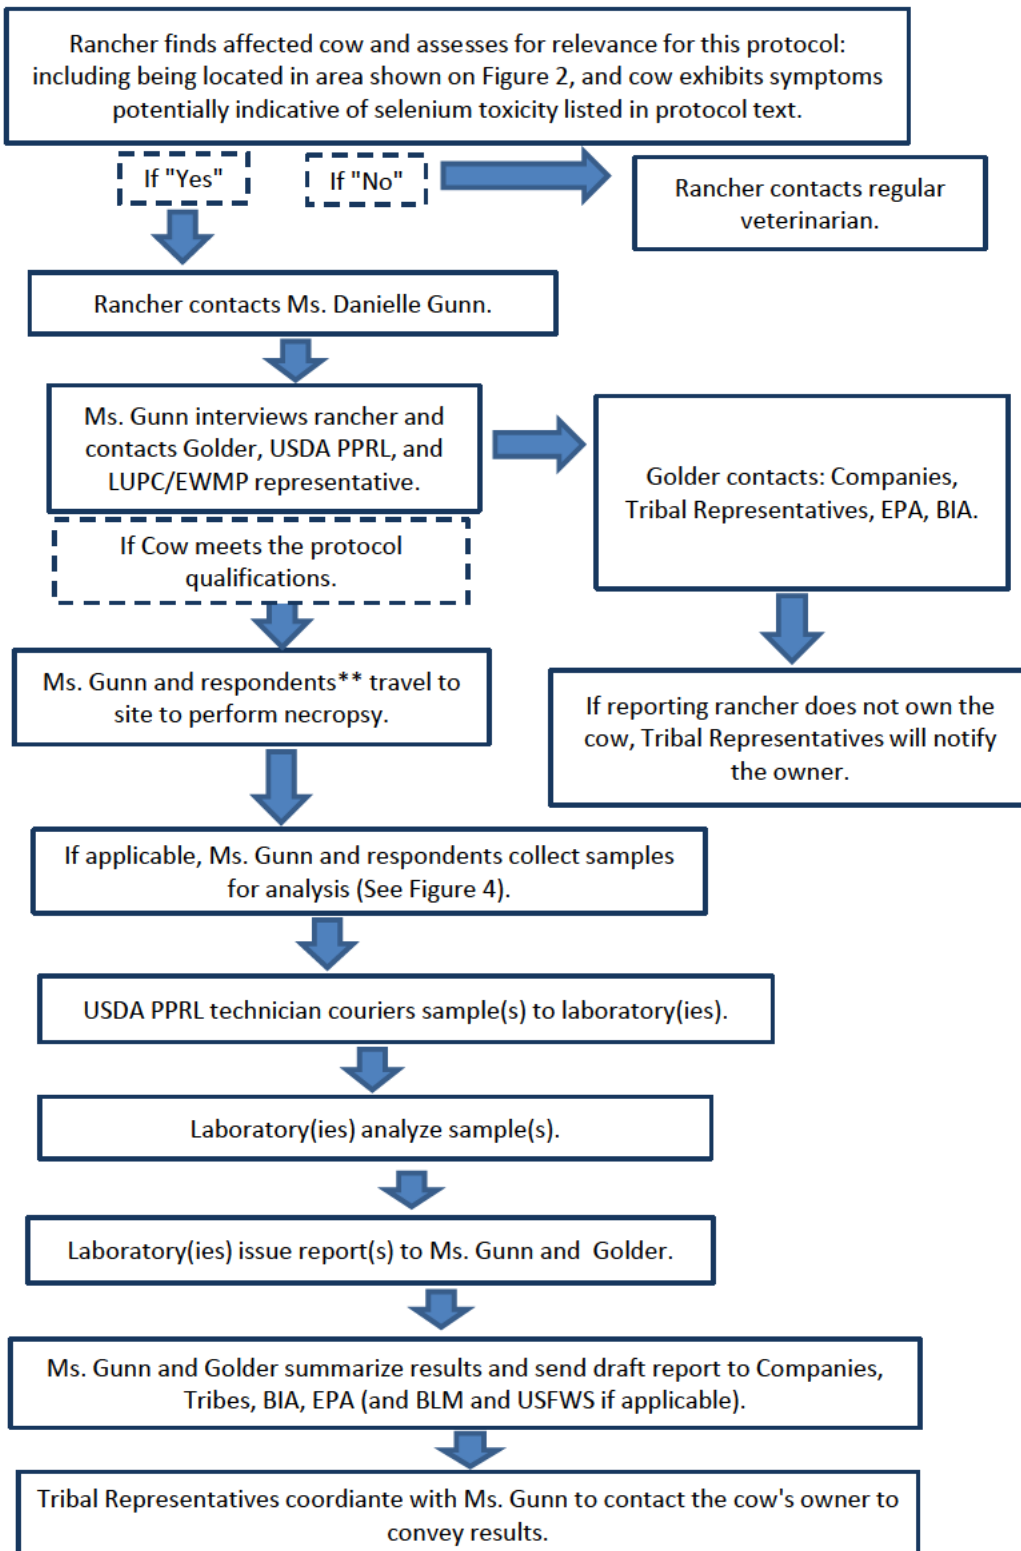 Rancher finds affected cow and assesses for relevance for this protocol:
including being located in area shown on Figure 2, and cow exhibits symptoms
potentially indicative of selenium toxicity listed in protocol text.
If "Yes"
If "No"
Rancher contacts regular
veterinarian.
Rancher contacts Ms. Danielle Gunn.
Ms. Gunn interviews rancher and
contacts Golder, USDA PPRL, and
LUPC/EWMP representative.
Golder contacts: Companies,
Tribal Representatives, EPA, BIA.
If Cow meets the protocol
qualifications.
Ms. Gunn and respondents** travel to
site to perform necropsy.
If reporting rancher does not own the
cow, Tribal Representatives will notify
the owner.
If applicable, Ms. Gunn and respondents collect samples
for analysis (See Figure 4).
USDA PPRL technician couriers sample(s) to laboratory(ies).
Laboratory(ies) analyze sample(s).
Laboratory(ies) issue report(s) to Ms. Gunn and  Golder.
Ms. Gunn and Golder summarize results and send draft report to Companies,
Tribes, BIA, EPA (and BLM and USFWS if applicable).
Tribal Representatives coordiante with Ms. Gunn to contact the cow's owner to
convey results.